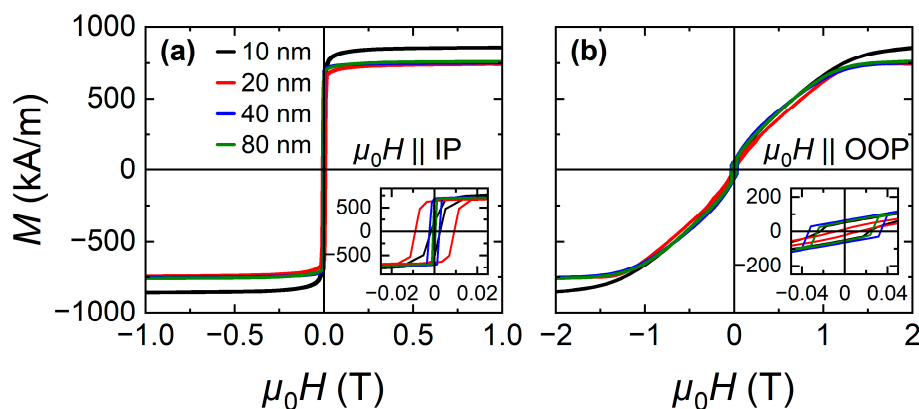 (a)
10 nm
20 nm
40 nm
80 nm
μ₀H || IP
1000
500
0
−500
−1000
M (kA/m)
500
0
−500
−0.02
0
0.02
−1.0
−0.5
0.0
0.5
1.0
μ₀H (T)
(b)
μ₀H || OOP
200
0
−200
−0.04
0
0.04
−2
−1
0
1
2
μ₀H (T)